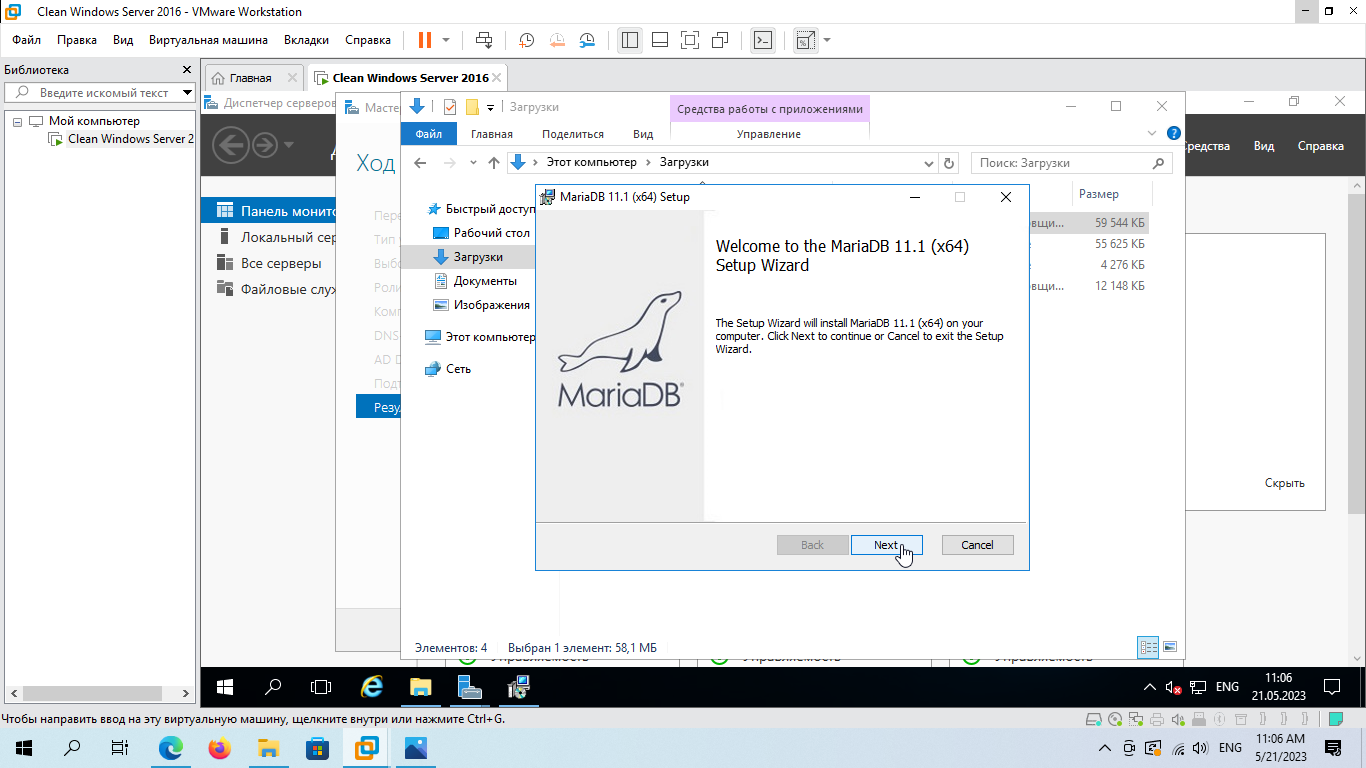 Clean Windows Server 2016 - VMware Workstation
Файл Правка Вид Виртуальная машина Вкладки Справка
Библиотека
Введите искомый текст
Мой компьютер
Clean Windows Server 2
Главная
Clean Windows Server 2016
Диспетчер серверов
Масте
Загрузки
Средства работы с приложениями
Файл Главная Поделиться Вид Управление
Этот компьютер Загрузки
Поиск: Загрузки
Вид Справка
Ход
Панель монито
Локальный сер
Все серверы
Файловые служ
Пере
Тип
Выбо
Роли
Комп
DNS-
AD D
Подт
Резул
Быстрый доступ
Рабочий стол
Загрузки
Документы
Изображения
Этот компьютер
Сеть
Размер
59 544 КБ
55 625 КБ
4 276 КБ
12 148 КБ
Скрыть
MariaDB 11.1 (x64) Setup
Welcome to the MariaDB 11.1 (x64)
Setup Wizard
The Setup Wizard will install MariaDB 11.1 (x64) on your
computer. Click Next to continue or Cancel to exit the Setup
Wizard.
MariaDB
Back Next Cancel
Элементов: 4 Выбран 1 элемент: 58,1 МБ
ENG
11:06
21.05.2023
Чтобы направить ввод на эту виртуальную машину, щелкните внутри или нажмите Ctrl+G.
ENG
11:06 AM
5/21/2023